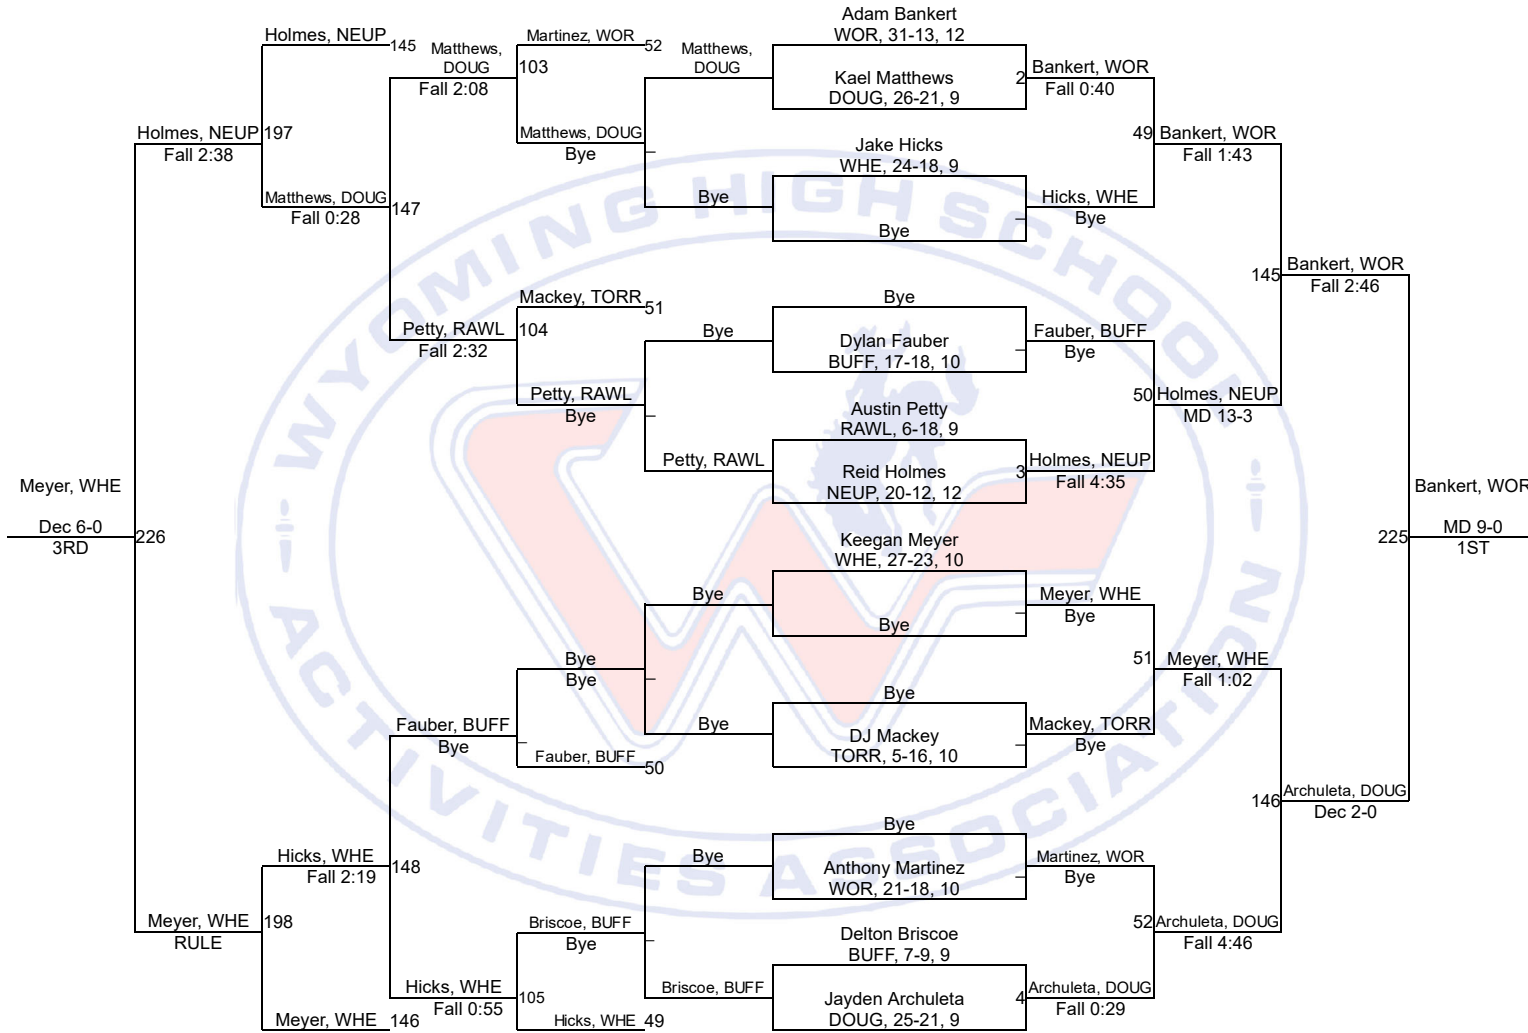 Adam Bankert
WOR, 31-13, 12
Holmes, NEUP
145
Matthews,
DOUG
Fall 2:08
Martinez, WOR
52
103
Matthews,
DOUG
Kael Matthews
DOUG, 26-21, 9
2
Bankert, WOR
Fall 0:40
Holmes, NEUP
Fall 2:38
197
Matthews, DOUG
Bye
Jake Hicks
WHE, 24-18, 9
49
Bankert, WOR
Fall 1:43
Matthews, DOUG
Fall 0:28
147
Bye
Bye
Hicks, WHE
Bye
WYOMING HIGH SCHOOL
145
Bankert, WOR
Fall 2:46
Mackey, TORR
51
Bye
Petty, RAWL
Fall 2:32
104
Bye
Dylan Fauber
BUFF, 17-18, 10
Fauber, BUFF
Bye
Petty, RAWL
Bye
Austin Petty
RAWL, 6-18, 9
50
Holmes, NEUP
MD 13-3
Petty, RAWL
Reid Holmes
NEUP, 20-12, 12
3
Holmes, NEUP
Fall 4:35
Meyer, WHE
Dec 6-0
3RD
226
Bankert, WOR
225
MD 9-0
1ST
Keegan Meyer
WHE, 27-23, 10
Bye
Bye
Meyer, WHE
Bye
Bye
Bye
51
Meyer, WHE
Fall 1:02
Fauber, BUFF
Bye
Bye
Bye
DJ Mackey
TORR, 5-16, 10
Mackey, TORR
Bye
Fauber, BUFF
50
146
Archuleta, DOUG
Dec 2-0
ACTIVITIES ASSOCIATION
Hicks, WHE
Fall 2:19
148
Bye
Bye
Anthony Martinez
WOR, 21-18, 10
Martinez, WOR
Bye
Meyer, WHE
RULE
198
Briscoe, BUFF
Bye
Delton Briscoe
BUFF, 7-9, 9
52
Archuleta, DOUG
Fall 4:46
Hicks, WHE
Fall 0:55
105
Briscoe, BUFF
Jayden Archuleta
DOUG, 25-21, 9
4
Archuleta, DOUG
Fall 0:29
Meyer, WHE
146
Hicks, WHE
49